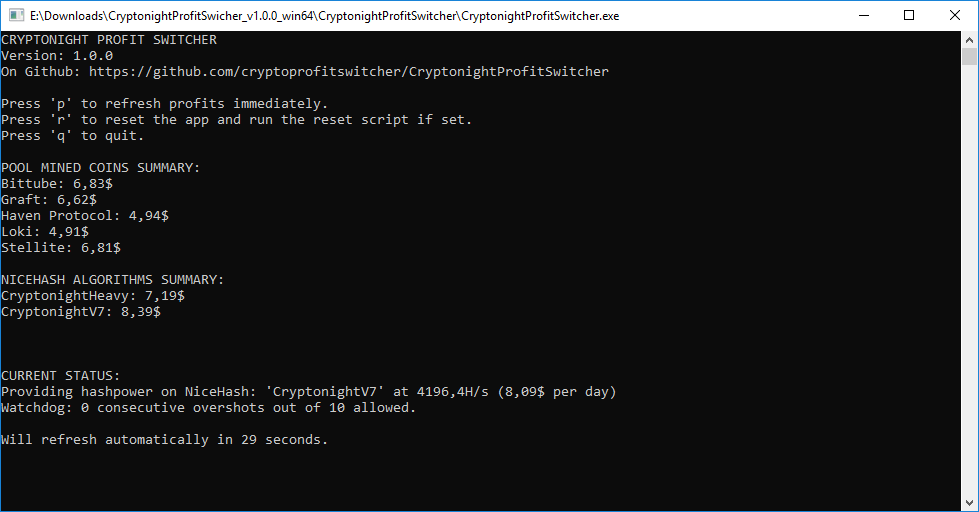 E:\Downloads\CryptonightProfitSwicher_v1.0.0_win64\CryptonightProfitSwitcher\CryptonightProfitSwitcher.exe
CRYPTONIGHT PROFIT SWITCHER
Version: 1.0.0
On Github: https://github.com/cryptoprofitswitcher/CryptonightProfitSwitcher
Press 'p' to refresh profits immediately.
Press 'r' to reset the app and run the reset script if set.
Press 'q' to quit.
POOL MINED COINS SUMMARY:
Bittube: 6,83$
Graft: 6,62$
Haven Protocol: 4,94$
Loki: 4,91$
Stellite: 6,81$
NICEHASH ALGORITHMS SUMMARY:
CryptonightHeavy: 7,19$
CryptonightV7: 8,39$
CURRENT STATUS:
Providing hashpower on NiceHash: 'CryptonightV7' at 4196,4H/s (8,09$ per day)
Watchdog: 0 consecutive overshots out of 10 allowed.
Will refresh automatically in 29 seconds.